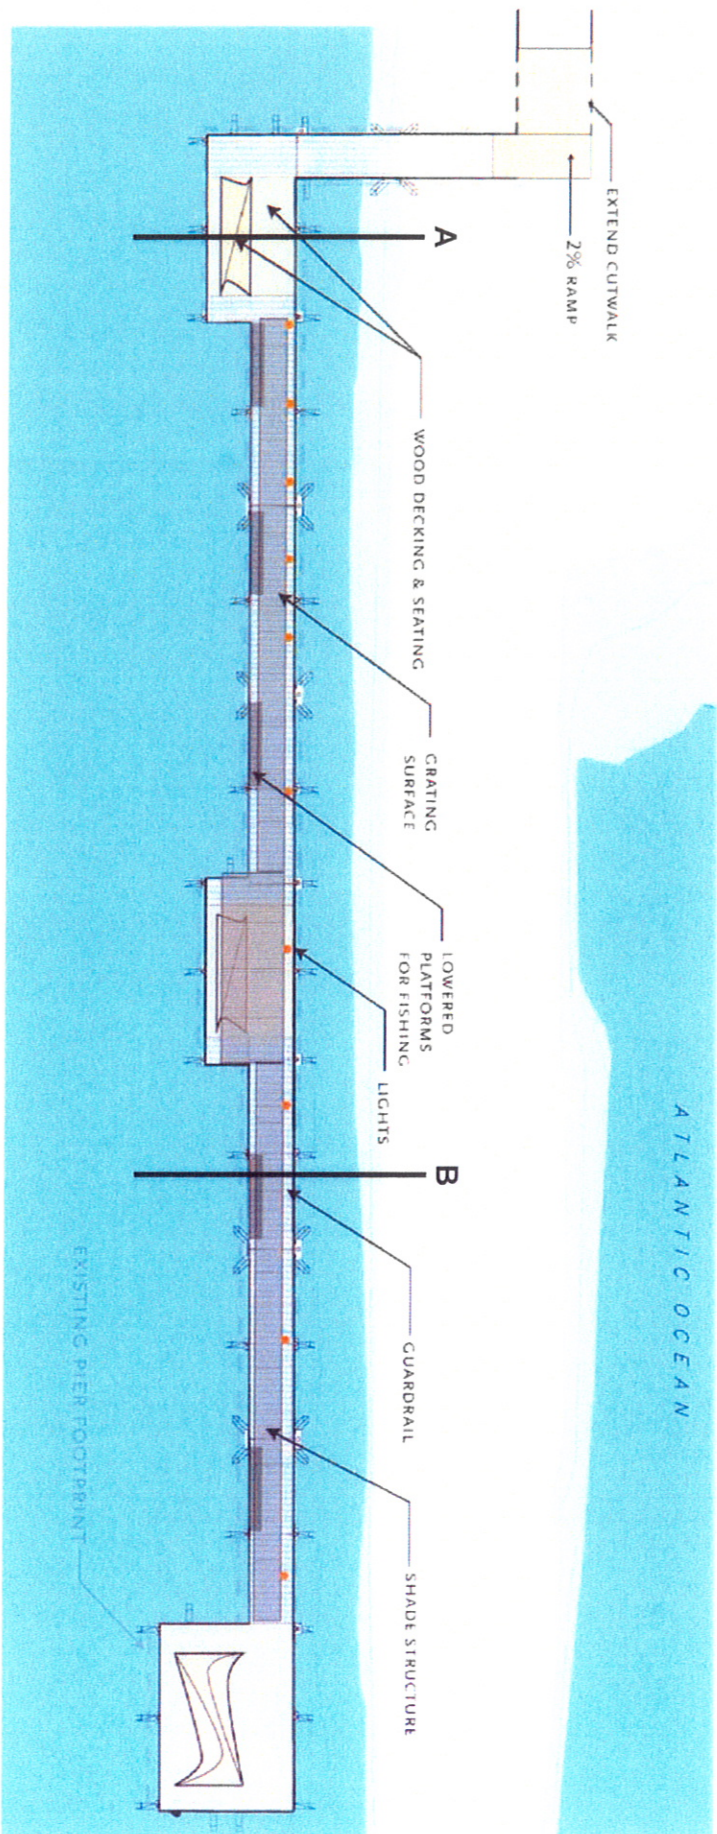 EXTEND CUTWALK
2% RAMP
A
WOOD DECKING & SEATING
GRATING
SURFACE
LOWERED
PLATFORMS
FOR FISHING
LIGHTS
ATLANTIC OCEAN
B
GUARDRAIL
SHADE STRUCTURE
EXISTING PIER FOOTPRINT